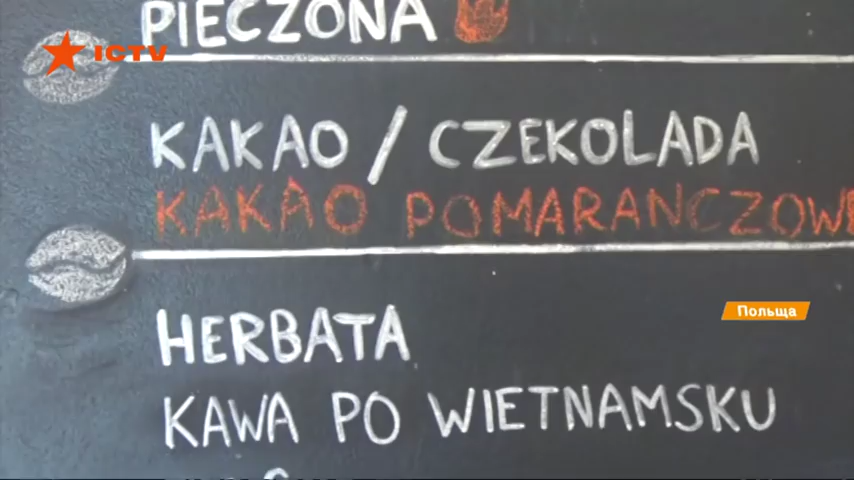 PIECZONA
ICTV
KAKAO / CZEKOLADA
KAKAO POMARANCZOWE
Польща
HERBATA
KAWA PO WIETNAMSKU